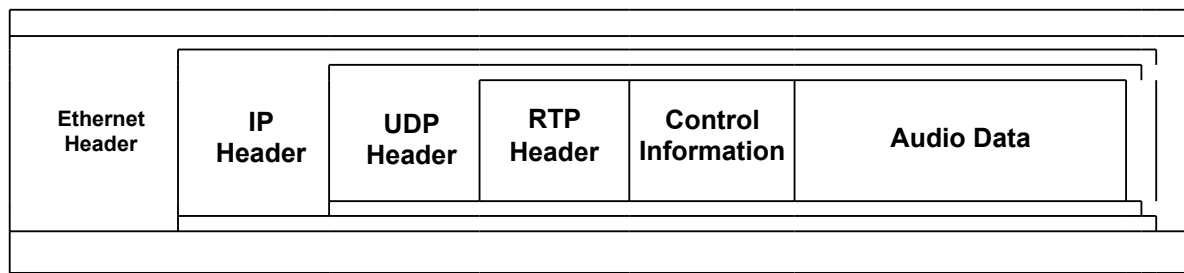 Ethernet
Header
IP
Header
UDP
Header
RTP
Header
Control
Information
Audio Data